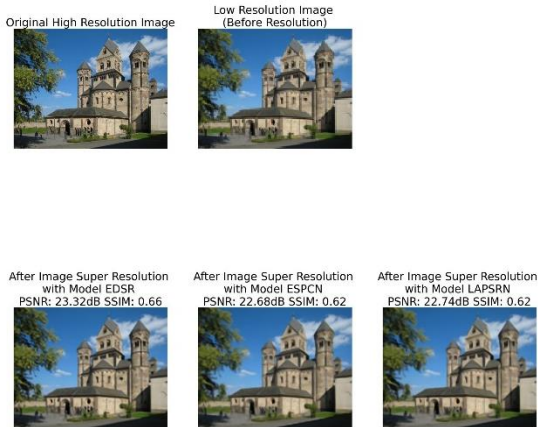 Original High Resolution Image
Low Resolution Image
(Before Resolution)
After Image Super Resolution
with Model EDSR
PSNR: 23.32dB SSIM: 0.66
After Image Super Resolution
with Model ESPCN
PSNR: 22.68dB SSIM: 0.62
After Image Super Resolution
with Model LAPSRN
PSNR: 22.74dB SSIM: 0.62